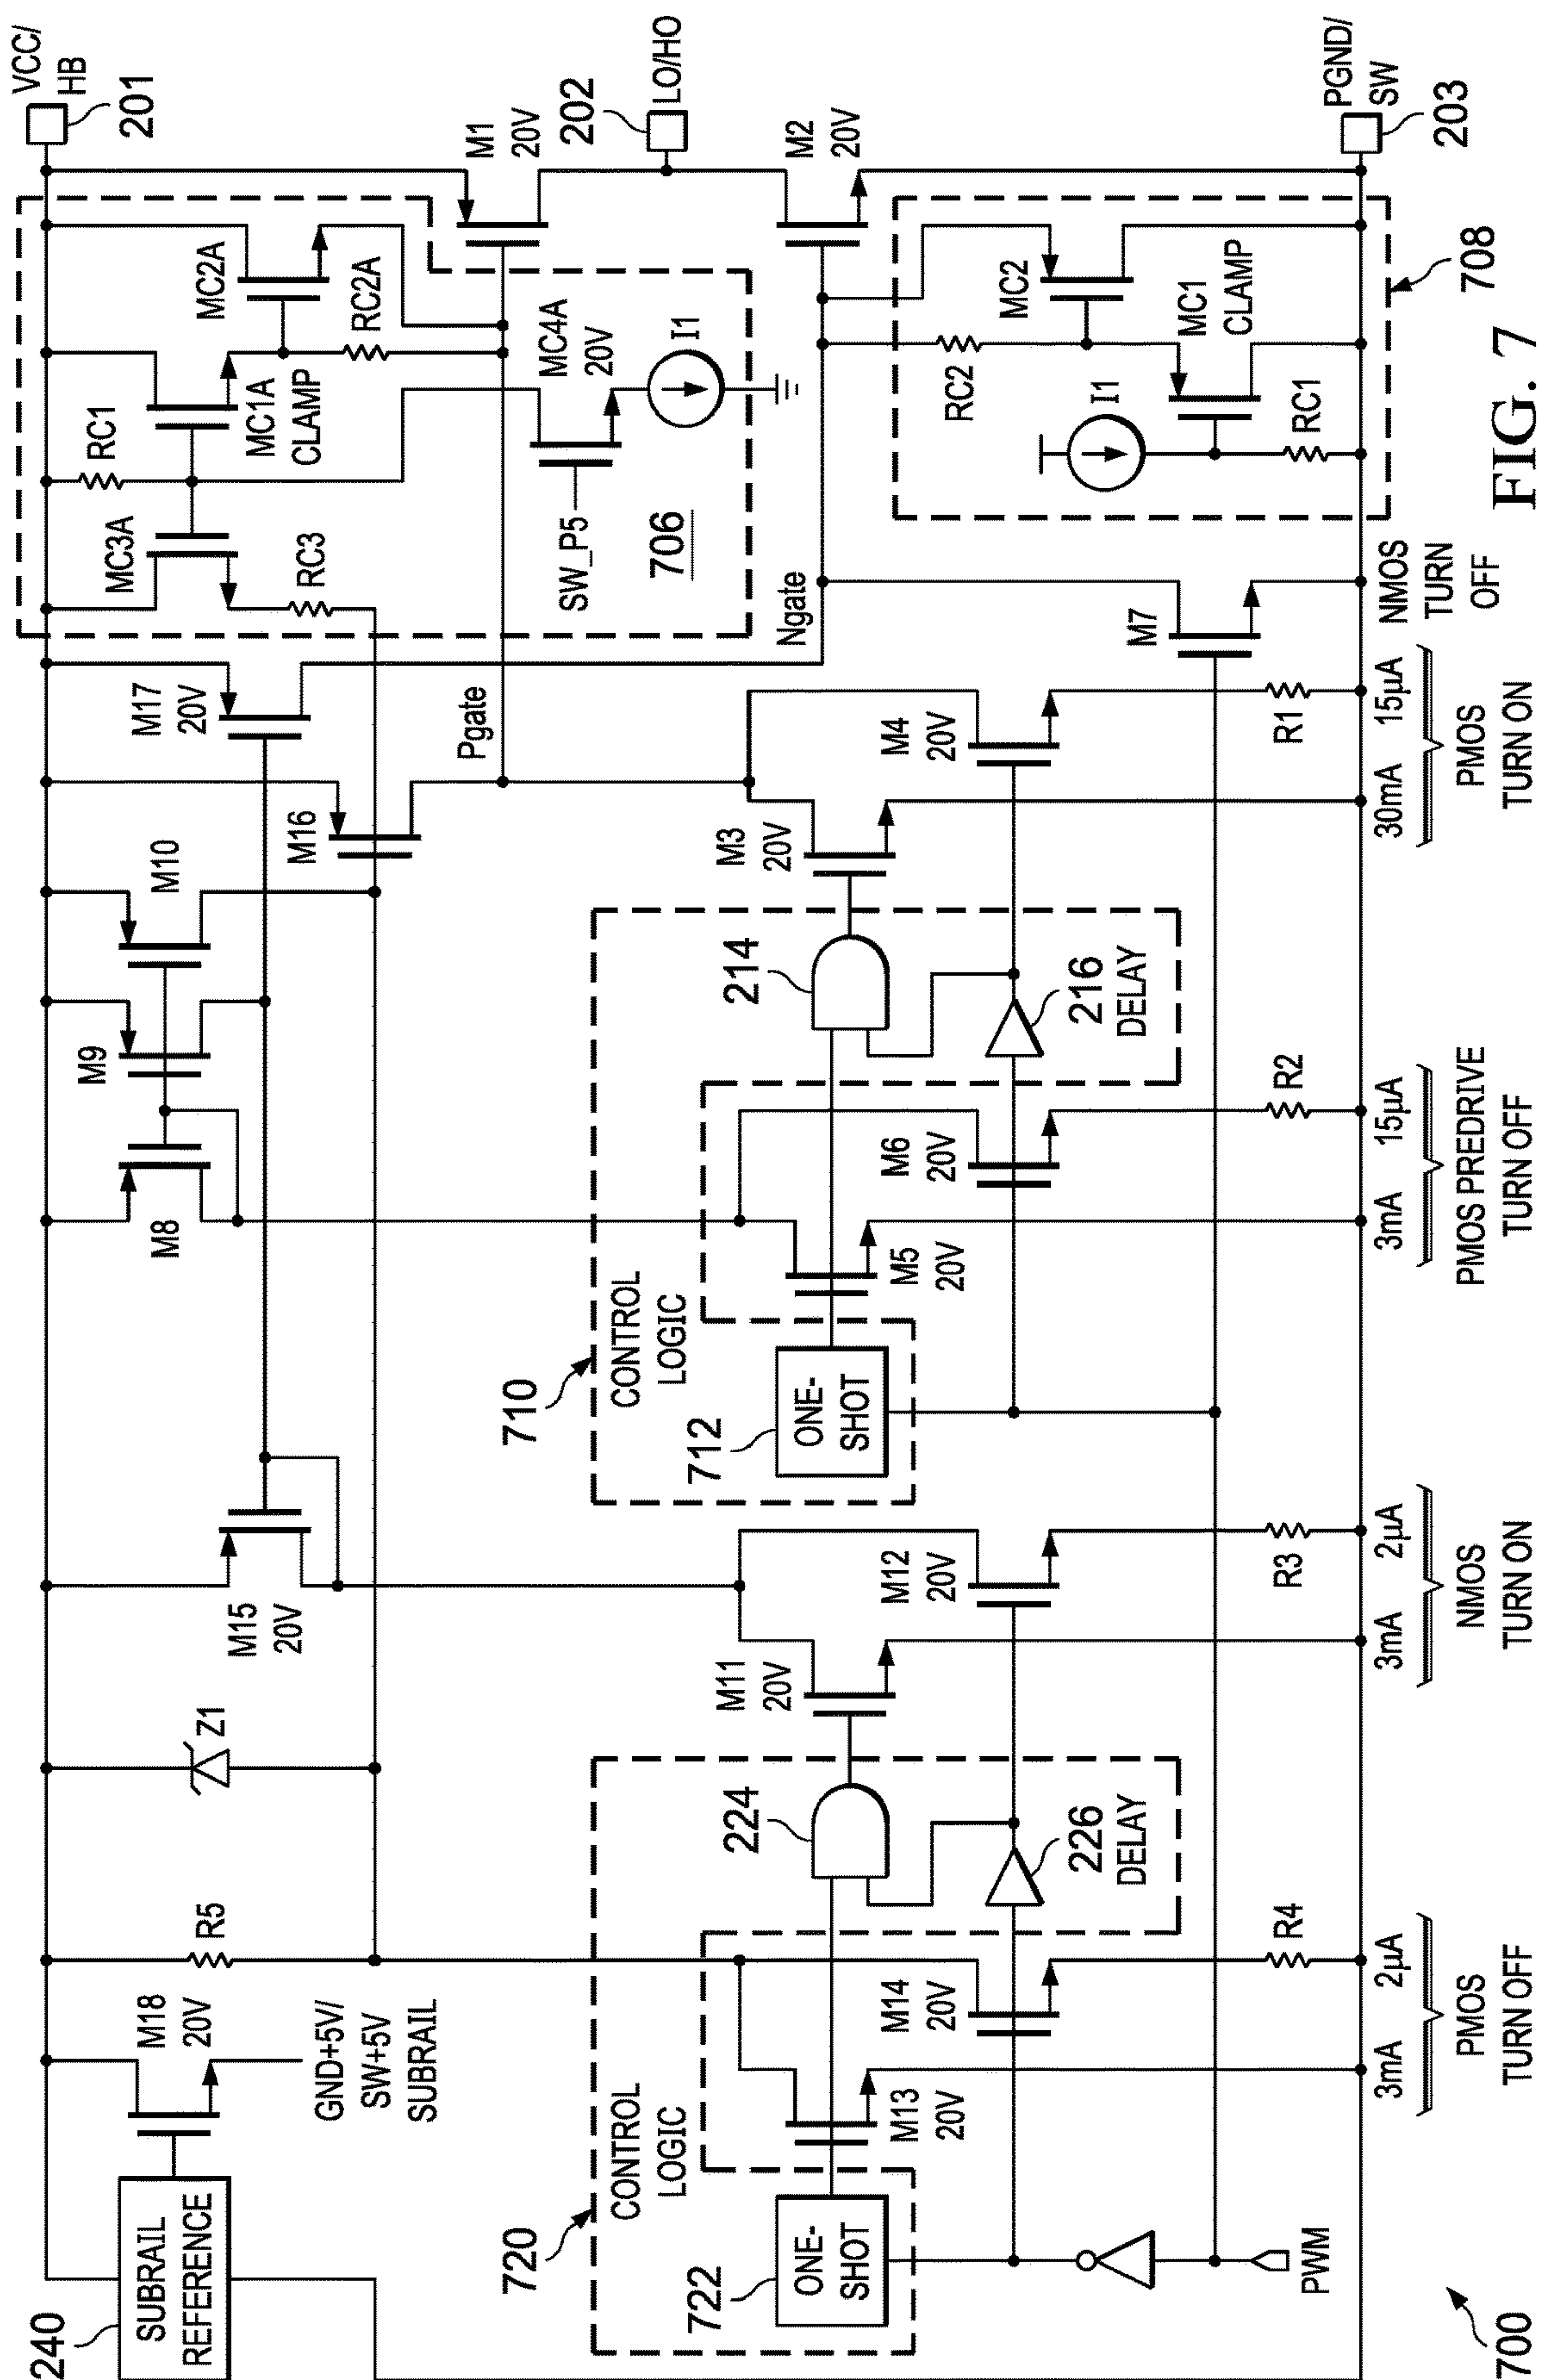 VCC/
HB
201
M1
20V
202
LO/HO
M2
20V
PGND/
SW
203
MC2A
RC2A
MC1A
CLAMP
RC1
MC3A
RC3
MC4A
20V
I1
SW_P5
706
MC2
MC1
CLAMP
RC2
I1
RC1
708
FIG. 7
M17
20V
Pgate
Ngate
M16
M10
M9
M8
M7
NMOS
TURN
OFF
M4
20V
M3
20V
R1
15µA
30mA
PMOS
TURN ON
214
216
DELAY
M6
20V
M5
20V
R2
15µA
3mA
PMOS PREDRIVE
TURN OFF
710
CONTROL
LOGIC
712
ONE-
SHOT
M15
20V
M12
20V
M11
20V
R3
2µA
3mA
NMOS
TURN ON
Z1
R5
224
226
DELAY
M14
20V
M13
20V
R4
2µA
3mA
PMOS
TURN OFF
M18
20V
GND+5V/
SW+5V
SUBRAIL
240
SUBRAIL
REFERENCE
720
CONTROL
LOGIC
722
ONE-
SHOT
PWM
700